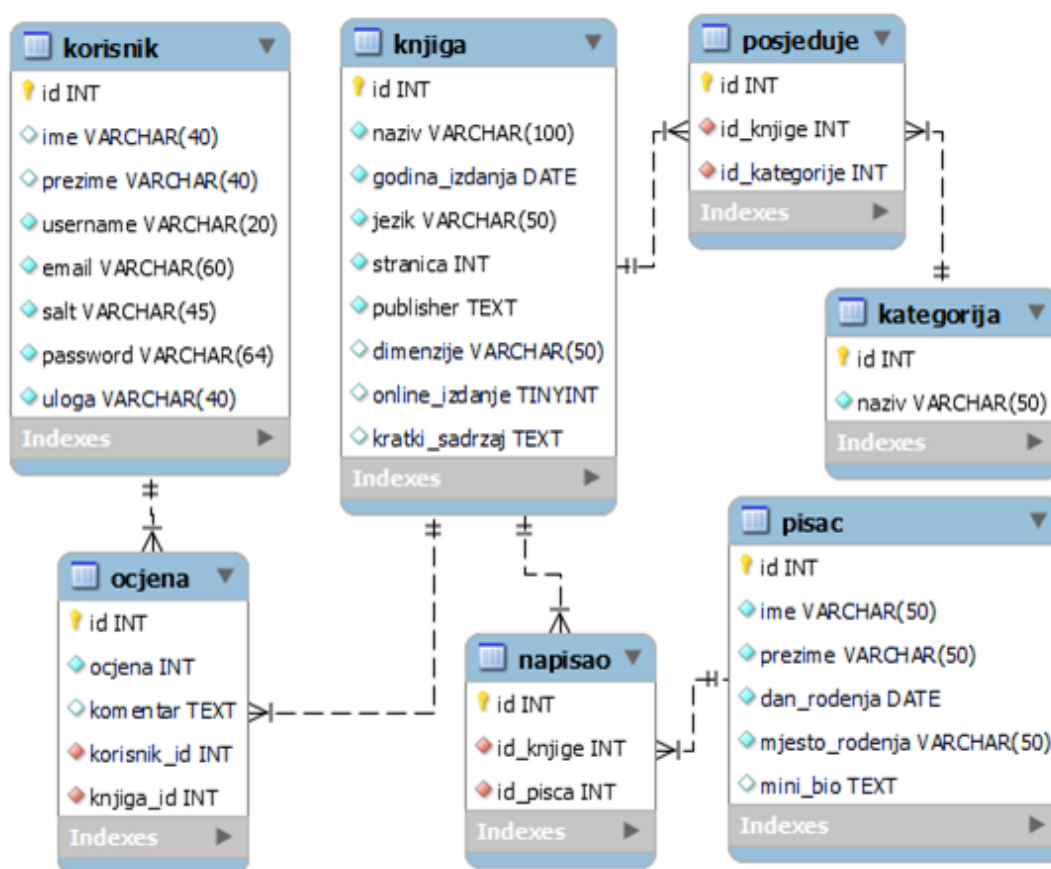 korisnik
id INT
ime VARCHAR(40)
prezime VARCHAR(40)
username VARCHAR(20)
email VARCHAR(60)
salt VARCHAR(45)
password VARCHAR(64)
uloga VARCHAR(40)
Indexes
knjiga
id INT
naziv VARCHAR(100)
godina_izdanja DATE
jezik VARCHAR(50)
stranica INT
publisher TEXT
dimenzije VARCHAR(50)
online_izdanje TINYINT
kratki_sadrzaj TEXT
Indexes
posjeduje
id INT
id_knjige INT
id_kategorije INT
Indexes
kategorija
id INT
naziv VARCHAR(50)
Indexes
ocjena
id INT
ocjena INT
komentar TEXT
korisnik_id INT
knjiga_id INT
Indexes
napisao
id INT
id_knjige INT
id_pisca INT
Indexes
pisac
id INT
ime VARCHAR(50)
prezime VARCHAR(50)
dan_rodenja DATE
mjesto_rodenja VARCHAR(50)
mini_bio TEXT
Indexes